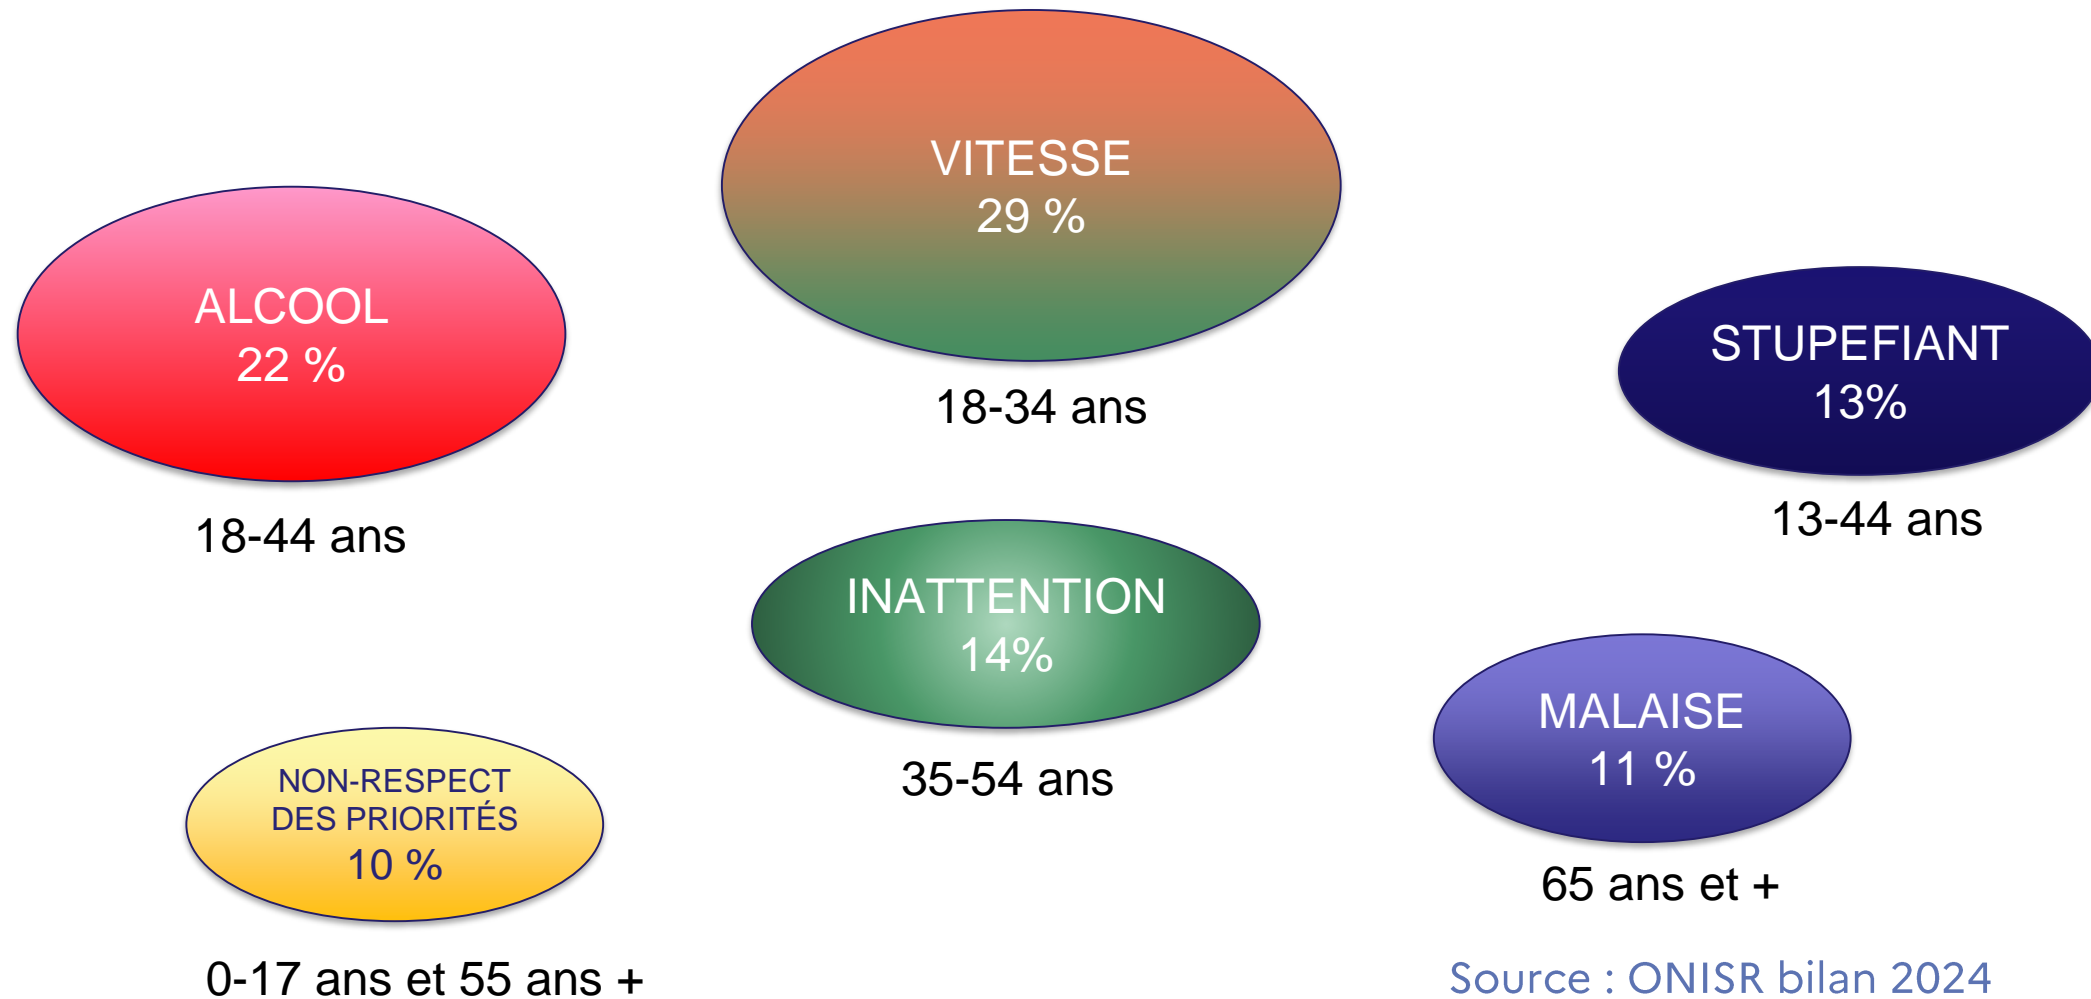 VITESSE
29 %
18-34 ans
ALCOOL
22 %
18-44 ans
STUPEFIANT
13%
13-44 ans
INATTENTION
14%
35-54 ans
MALAISE
11 %
65 ans et +
NON-RESPECT
DES PRIORITÉS
10 %
0-17 ans et 55 ans +
Source : ONISR bilan 2024